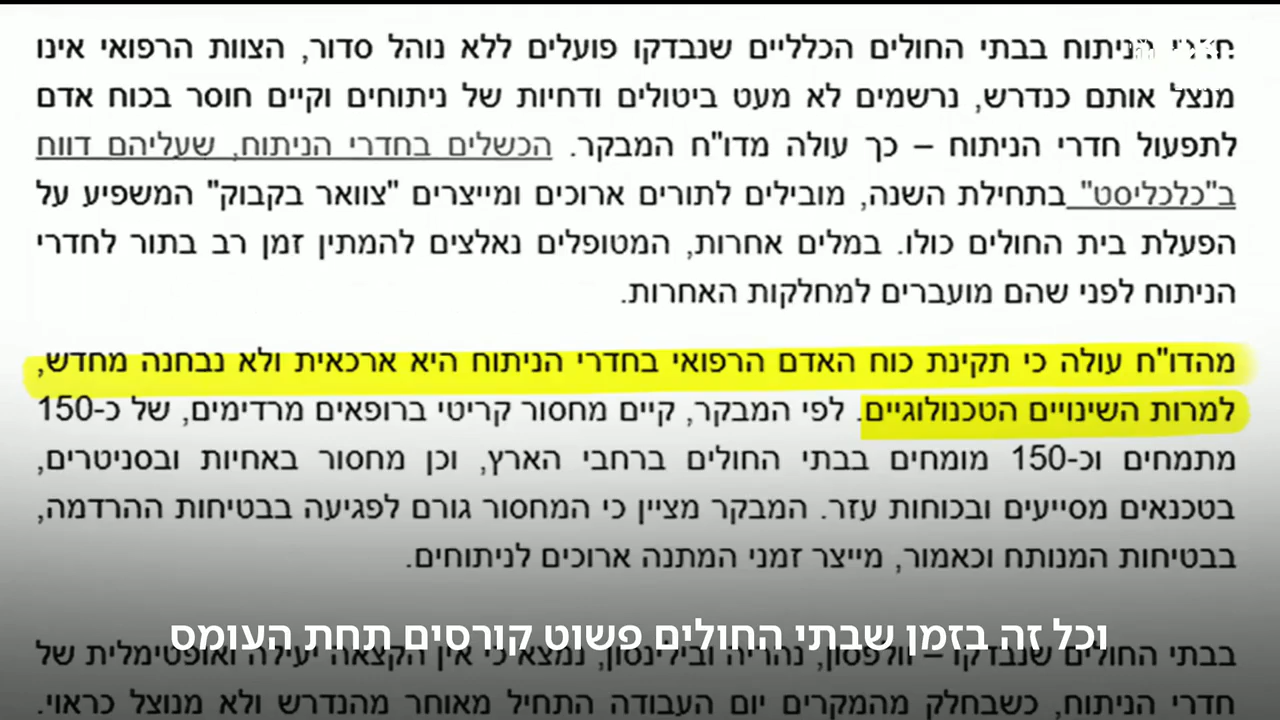 חדרי הניתוח בבתי החולים הכלליים שנבדקו פועלים ללא נוהל סדור, הצוות הרפואי אינו
מנצל אותם כנדרש, נרשמים לא מעט ביטולים ודחיות של ניתוחים וקיים חוסר בכוח אדם
לתפעול חדרי הניתוח – כך עולה מדו"ח המבקר. הכשלים בחדרי הניתוח, שעליהם דווח
ב"כלכליסט" בתחילת השנה, מובילים לתורים ארוכים ומייצרים "צוואר בקבוק" המשפיע על
הפעלת בית החולים כולו. במלים אחרות, המטופלים נאלצים להמתין זמן רב בתור לחדרי
הניתוח לפני שהם מועברים למחלקות האחרות.
מהדו"ח עולה כי תקינת כוח האדם הרפואי בחדרי הניתוח היא ארכאית ולא נבחנה מחדש,
למרות השינויים הטכנולוגיים. לפי המבקר, קיים מחסור קריטי ברופאים מרדימים, של כ-150
מתמחים וכ-150 מומחים בבתי החולים ברחבי הארץ, וכן מחסור באחיות ובסניטרים,
בטכנאים מסייעים ובכוחות עזר. המבקר מציין כי המחסור גורם לפגיעה בבטיחות ההרדמה,
בבטיחות המנותח וכאמור, מייצר זמני המתנה ארוכים לניתוחים.
וכל זה בזמן שבתי החולים פשוט קורסים תחת העומס
בבתי החולים שנבדקו – וולפסון, נהריה ובילינסון, נמצא כי אין הקצאה יעילה ואופטימלית של
חדרי הניתוח, כשבחלק מהמקרים יום העבודה התחיל מאוחר מהנדרש ולא מנוצל כראוי.